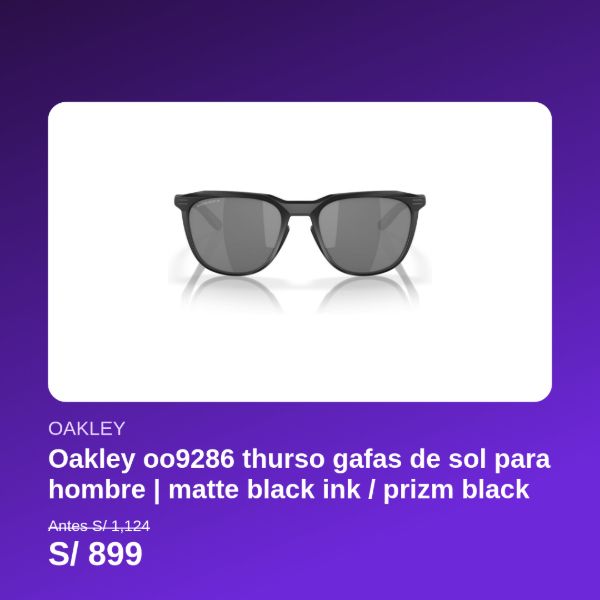 OAKLEY
Oakley oo9286 thurso gafas de sol para
hombre | matte black ink / prizm black
Antes S/ 1,124
S/ 899